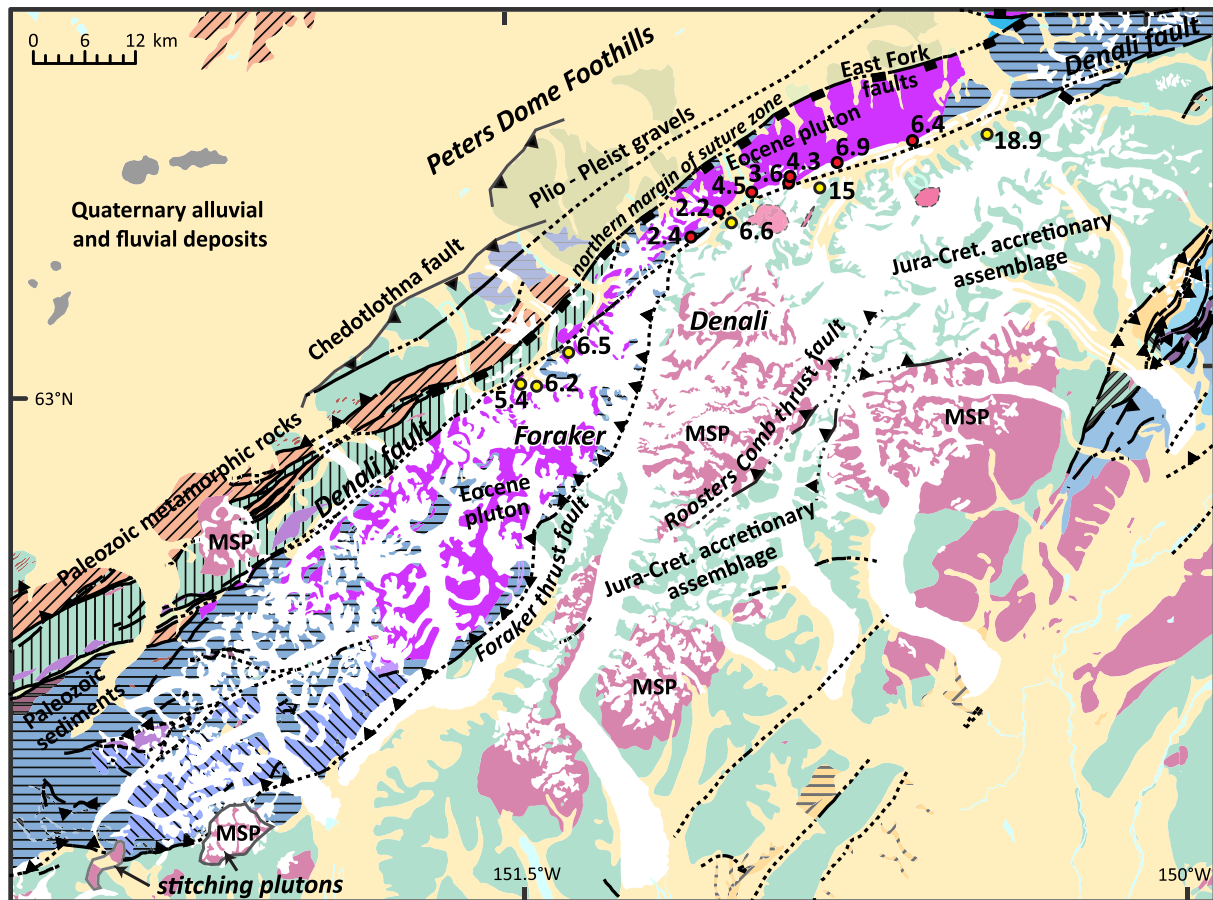 0 6 12 km
Peters Dome Foothills
Denali fault
East Fork
faults
Plio - Pleist gravels
northern margin of suture zone
Eocene pluton
6.4
18.9
6.9
4.3
3.6
4.5
15
2.2
6.6
2.4
Quaternary alluvial
and fluvial deposits
Jura-Cret. accretionary
assemblage
Chedotlothna fault
Denali
6.5
6.2
5.4
63°N
Foraker
MSP
MSP
Roosters Comb thrust fault
Paleozoic metamorphic rocks
Denali fault
Eocene
pluton
MSP
Foraker thrust fault
Jura-Cret. accretionary
assemblage
Paleozoic
sediments
MSP
MSP
stitching plutons
151.5°W
150°W